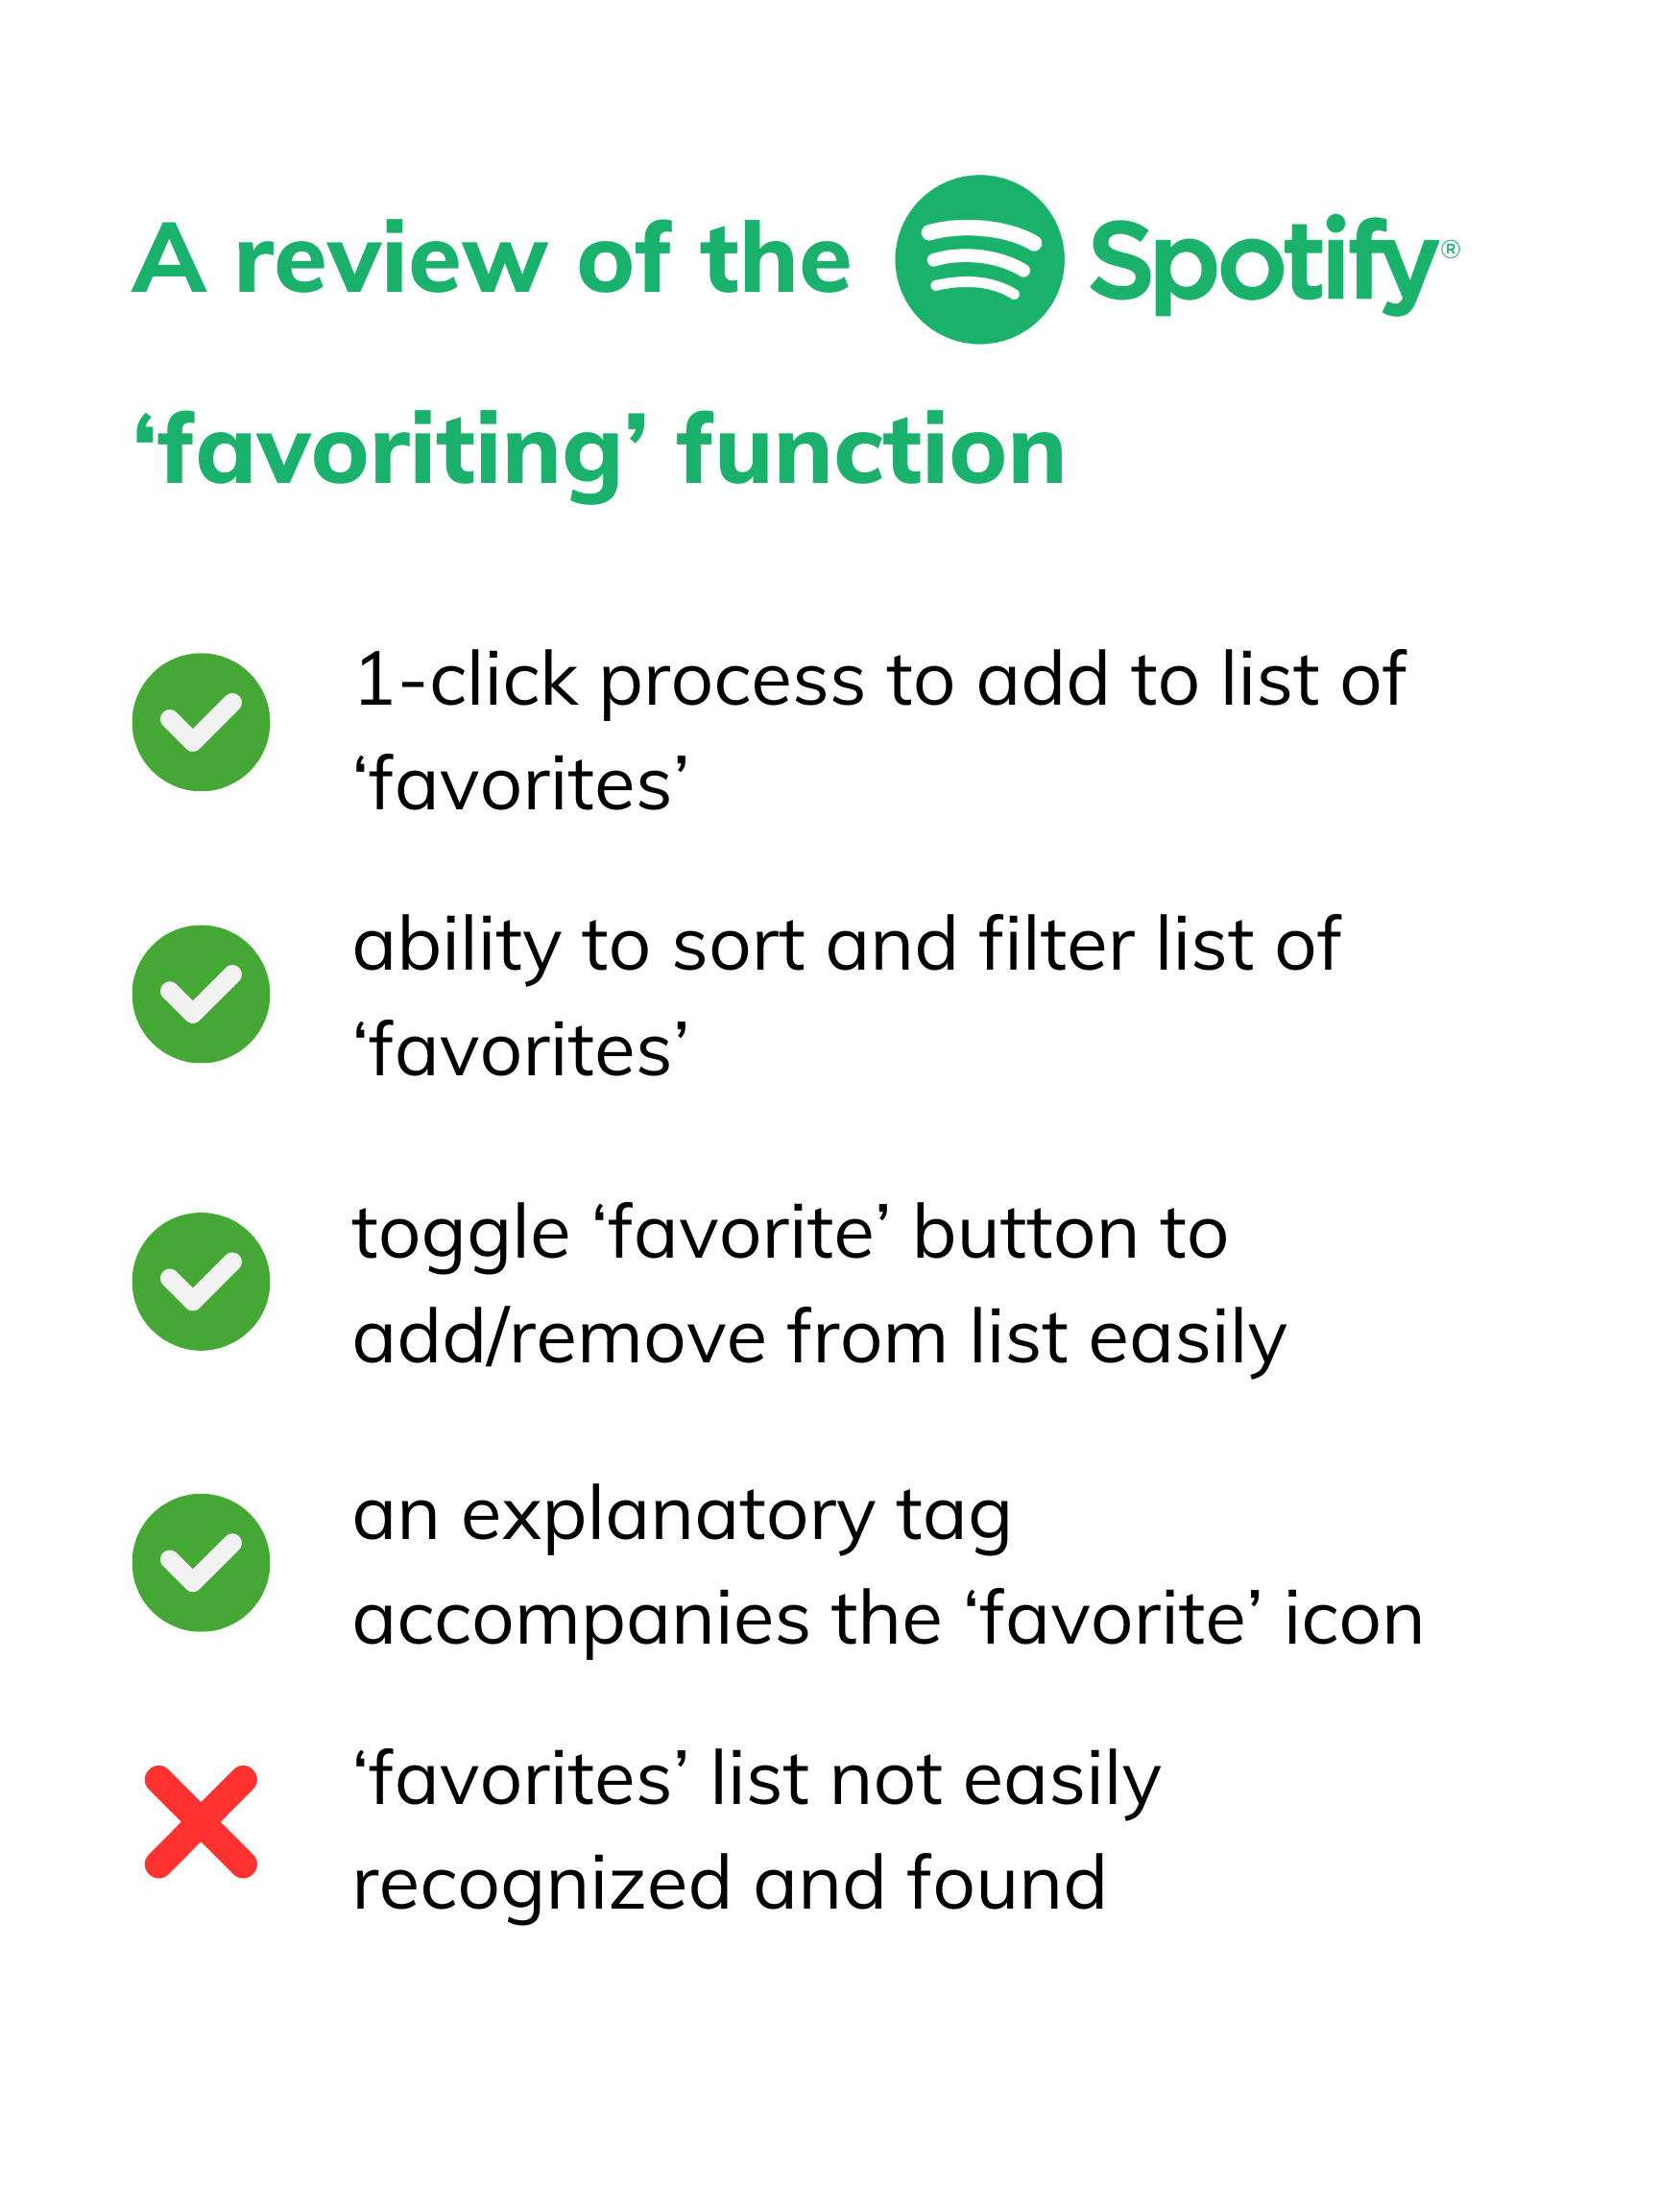 A review of the Spotify®
‘favoriting’ function
1-click process to add to list of
‘favorites’
ability to sort and filter list of
‘favorites’
toggle ‘favorite’ button to
add/remove from list easily
an explanatory tag
accompanies the ‘favorite’ icon
‘favorites’ list not easily
recognized and found